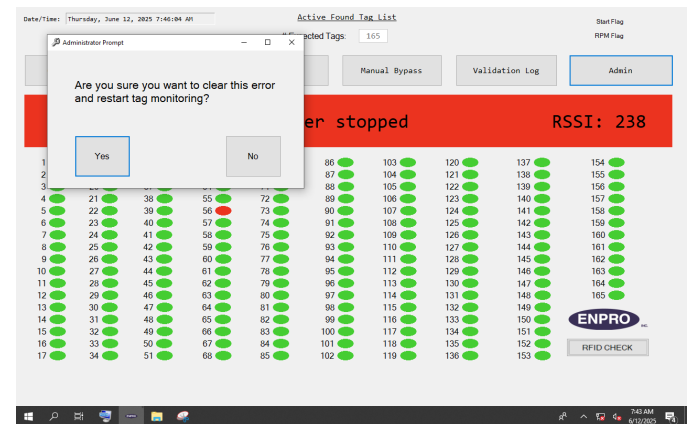 Date/Time: Thursday, June 12, 2025 7:46:04 AM
Active Found Tag List
Start Flag
Administrator Prompt
Tags: 165
RPM Flag
Are you sure you want to clear this error
and restart tag monitoring?
Manual Bypass Validation Log Admin
stopped RSSI: 238
Yes No
1 86 103 120 137 154
2 87 104 121 138 155
3 88 105 122 139 156
4 21 38 55 72 89 106 123 140 157
5 22 39 56 73 90 107 124 141 158
6 23 40 57 74 91 108 125 142 159
7 24 41 58 75 92 109 126 143 160
8 25 42 59 76 93 110 127 144 161
9 26 43 60 77 94 111 128 145 162
10 27 44 61 78 95 112 129 146 163
11 28 45 62 79 96 113 130 147 164
12 29 46 63 80 97 114 131 148 165
13 30 47 64 81 98 115 132 149
14 31 48 65 82 99 116 133 150
15 32 49 66 83 100 117 134 151
16 33 50 67 84 101 118 135 152
17 34 51 68 85 102 119 136 153
ENPRO INC.
RFID CHECK
7:43 AM
6/12/2025